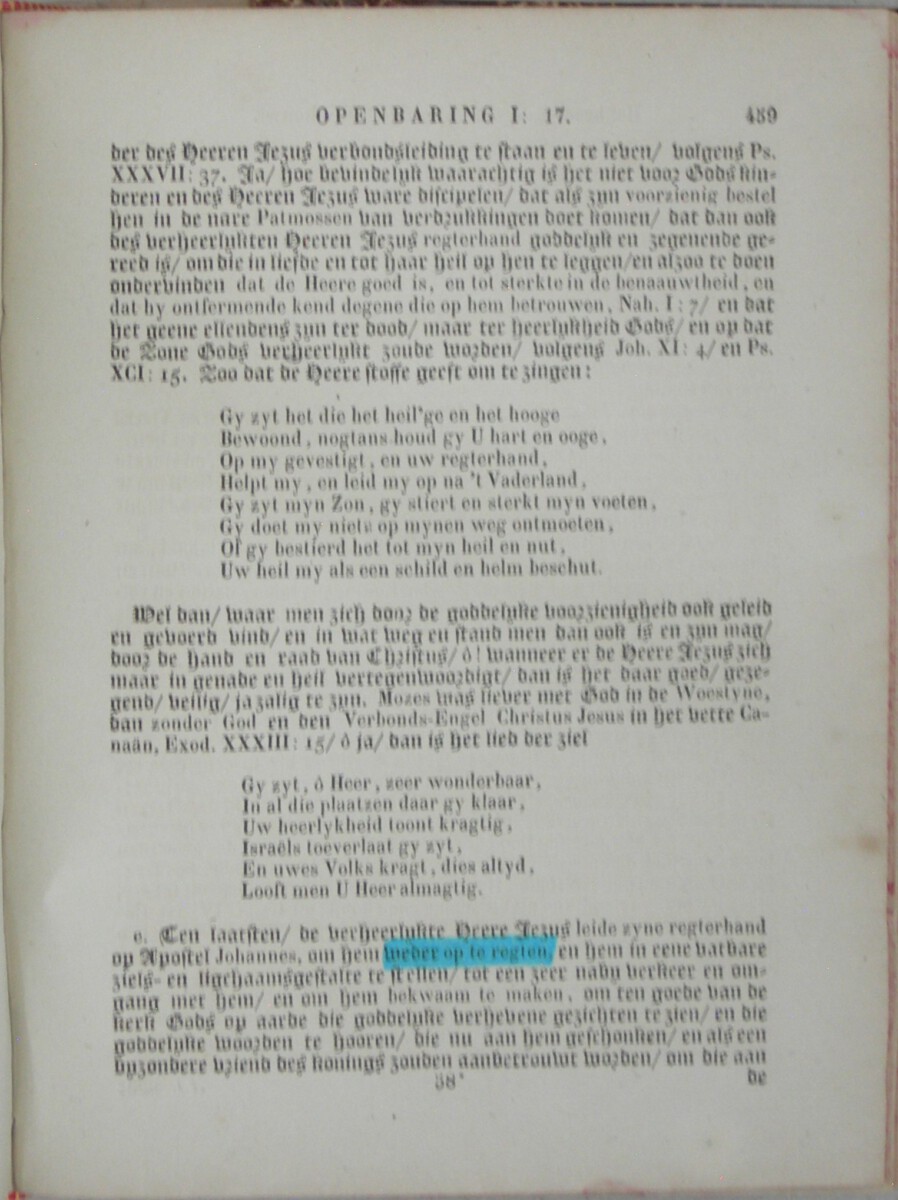 OPENBARING I: 17. 459
der des Heeren Jezus verbondsleiding te staan en te leven/ volgens Ps.
XXXVII: 37. Ja/ hoe bevindelyk waarachtig is het niet voor Gods kin-
deren en des Heeren Jezus ware discipelen/ dat als zyn voorzienig bestel
hen in de nare Patmossen van verdrukkingen doet komen/ dat dan ook
des verheerlykten Heeren Jezus regterhand goddelyk en zegenende ge-
reed is/ om die in liefde en tot haar heil op hen te leggen/ en alzoo te doen
ondervinden dat de Heere goed is, en tot sterkte in de benaauwtheid, en
dat hy ontfermende kend degene die op hem betrouwen, Nah. I: 7/ en dat
het geene ellendens zyn ter dood/ maar ter heerlykheid Gods/ en op dat
de Zone Gods verheerlykt zoude worden/ volgens Joh. XI: 4/ en Ps.
XCI: 15. Zoo dat de Heere stoffe geeft om te zingen:
Gy zyt het die het heil'ge en het hooge
Bewoond, nogtans houd gy U hart en ooge,
Op my gevestigt, en uw regterhand,
Helpt my, en leid my op na 't Vaderland,
Gy zyt myn Zon, gy stiert en sterkt myn voeten,
Gy doet my niets op mynen weg ontmoeten,
Of gy bestierd het tot myn heil en nut,
Uw heil my als een schild en helm beschut.
Wel dan/ waar men zich door de goddelyke voorzienigheid ook geleid
en gevoerd vind/ en in wat weg en stand men dan ook is en zyn mag/
door de hand en raad van Christus/ ô! wanneer er de Heere Jezus zich
maar in genade en heil vertegenwoordigt/ dan is het daar goed/ geze-
gend/ veilig/ ja zalig te zyn. Mozes was liever met God in de Woestyne,
dan zonder God en den Verbonds-Engel Christus Jesus in het vette Ca-
naän, Exod. XXXIII: 15/ ô ja/ dan is het lied der ziel
Gy zyt, ô Heer, zeer wonderbaar,
In al die plaatzen daar gy klaar,
Uw heerlykheid toont kragtig,
Israëls toeverlaat gy zyt,
En uwes Volks kragt, dies altyd,
Looft men U Heer almagtig.
e. Ten laatsten/ de verheerlykte Heere Jezus leide zyne regterhand
op Apostel Johannes, om hem weder op te regten/ en hem in eene vatbare
ziels- en ligchaamsgestalte te stellen/ tot een zeer naby verkeer en om-
gang met hem/ en om hem bekwaam te maken, om ten goede van de
kerk Gods op aarde die goddelyke verhevene gezichten te zien/ en die
goddelyke woorden te hooren/ die nu aan hem geschonken/ en als een
byzondere vriend des konings zouden aanbetrouwt worden/ om die aan
58* de